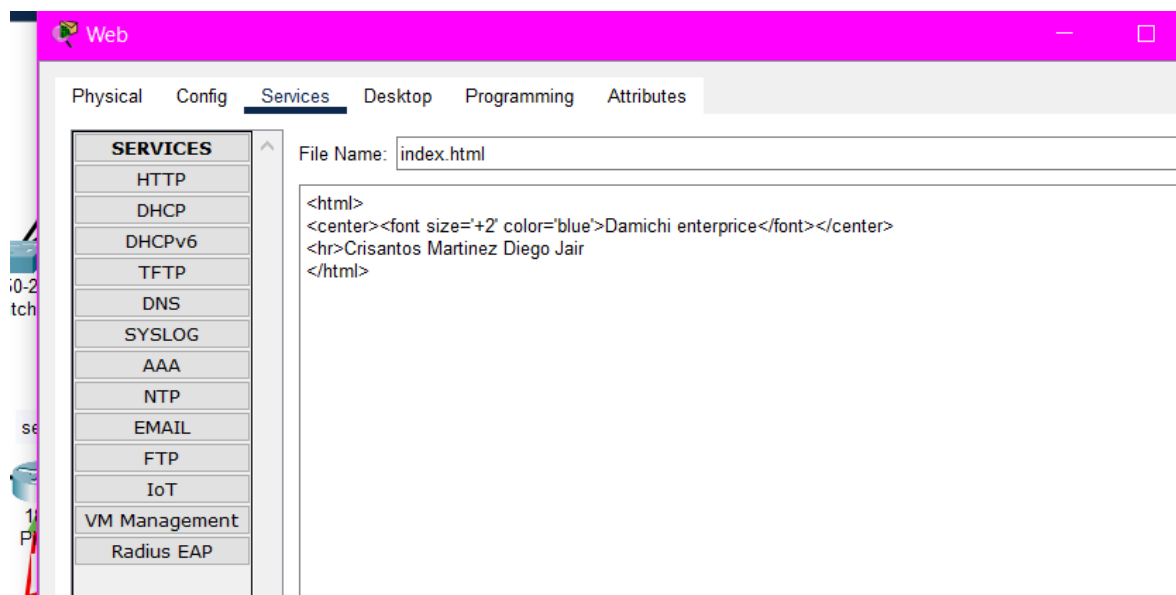 Web
Physical Config Services Desktop Programming Attributes
SERVICES
HTTP
DHCP
DHCPv6
TFTP
DNS
SYSLOG
AAA
NTP
EMAIL
FTP
IoT
VM Management
Radius EAP
File Name: index.html
<html>
<center><font size='+2' color='blue'>Damichi enterprice</font></center>
<hr>Crisantos Martinez Diego Jair
</html>